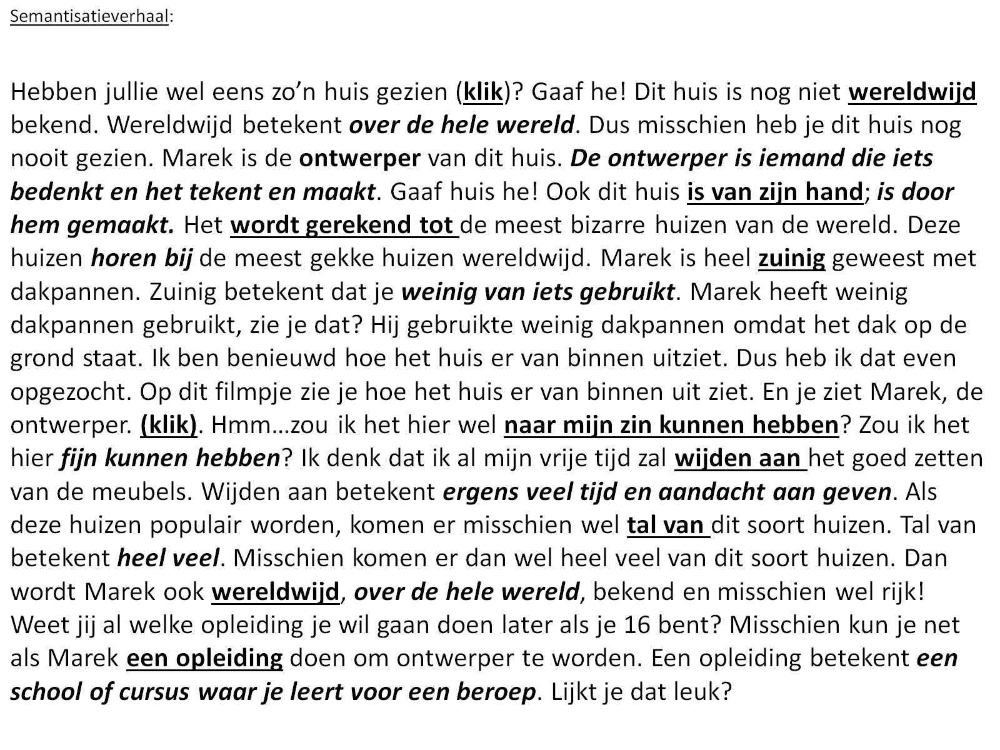 Semantisatieverhaal:
Hebben jullie wel eens zo’n huis gezien (klik)? Gaaf he! Dit huis is nog niet wereldwijd
bekend. Wereldwijd betekent over de hele wereld. Dus misschien heb je dit huis nog
nooit gezien. Marek is de ontwerper van dit huis. De ontwerper is iemand die iets
bedenkt en het tekent en maakt. Gaaf huis he! Ook dit huis is van zijn hand; is door
hem gemaakt. Het wordt gerekend tot de meest bizarre huizen van de wereld. Deze
huizen horen bij de meest gekke huizen wereldwijd. Marek is heel zuinig geweest met
dakpannen. Zuinig betekent dat je weinig van iets gebruikt. Marek heeft weinig
dakpannen gebruikt, zie je dat? Hij gebruikte weinig dakpannen omdat het dak op de
grond staat. Ik ben benieuwd hoe het huis er van binnen uitziet. Dus heb ik dat even
opgezocht. Op dit filmpje zie je hoe het huis er van binnen uit ziet. En je ziet Marek, de
ontwerper. (klik). Hmm…zou ik het hier wel naar mijn zin kunnen hebben? Zou ik het
hier fijn kunnen hebben? Ik denk dat ik al mijn vrije tijd zal wijden aan het goed zetten
van de meubels. Wijden aan betekent ergens veel tijd en aandacht aan geven. Als
deze huizen populair worden, komen er misschien wel tal van dit soort huizen. Tal van
betekent heel veel. Misschien komen er dan wel heel veel van dit soort huizen. Dan
wordt Marek ook wereldwijd, over de hele wereld, bekend en misschien wel rijk!
Weet jij al welke opleiding je wil gaan doen later als je 16 bent? Misschien kun je net
als Marek een opleiding doen om ontwerper te worden. Een opleiding betekent een
school of cursus waar je leert voor een beroep. Lijkt je dat leuk?